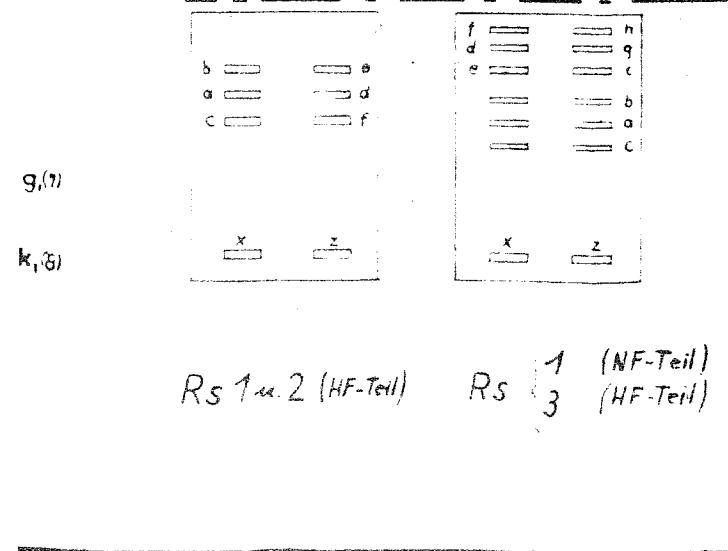 f h
d g
b e e
a d b
c f a
c
g,(7)
x z x z
k,(8)
Rs 1 u. 2 (HF-Teil) Rs 1 (NF-Teil)
3 (HF-Teil)